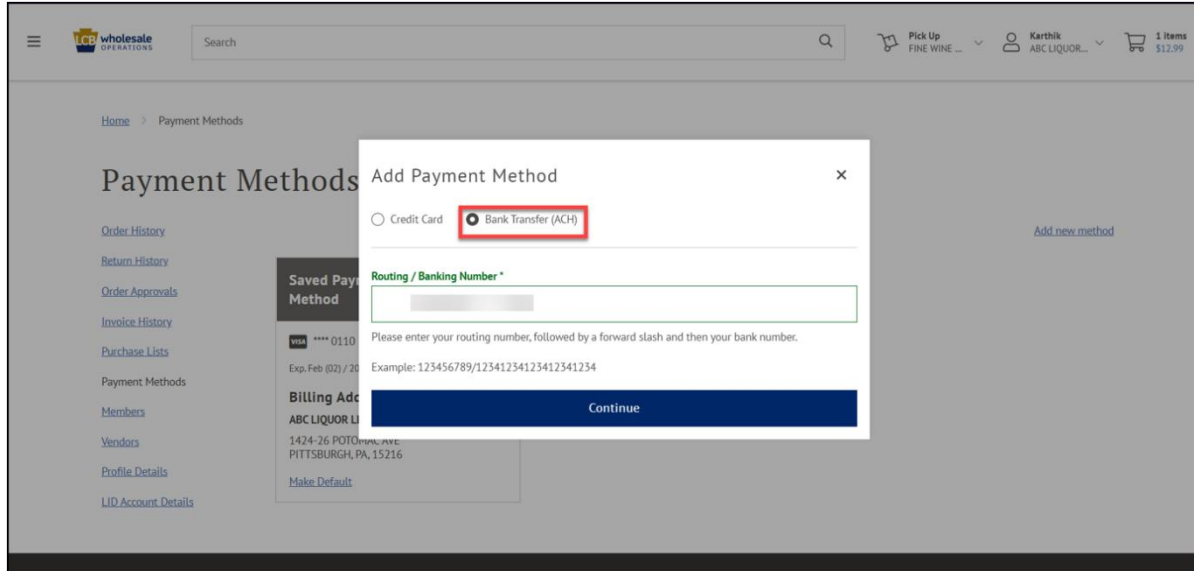 LCB wholesale
OPERATIONS
Search
Pick Up
FINE WINE ...
Karthik
ABC LIQUOR...
1 items
$12.99
Home > Payment Methods
Payment Methods
Add Payment Method
Credit Card
Bank Transfer (ACH)
Order History
Return History
Order Approvals
Invoice History
Purchase Lists
Payment Methods
Members
Vendors
Profile Details
LID Account Details
Add new method
Saved
Method
VISA **** 0110
Exp. Feb (02) / 20
Billing
ABC LIQUOR
1424-26 POTOMAC AVE
PITTSBURGH, PA, 15216
Make Default
Routing / Banking Number *
Please enter your routing number, followed by a forward slash and then your bank number.
Example: 123456789/12341234123412341234
Continue